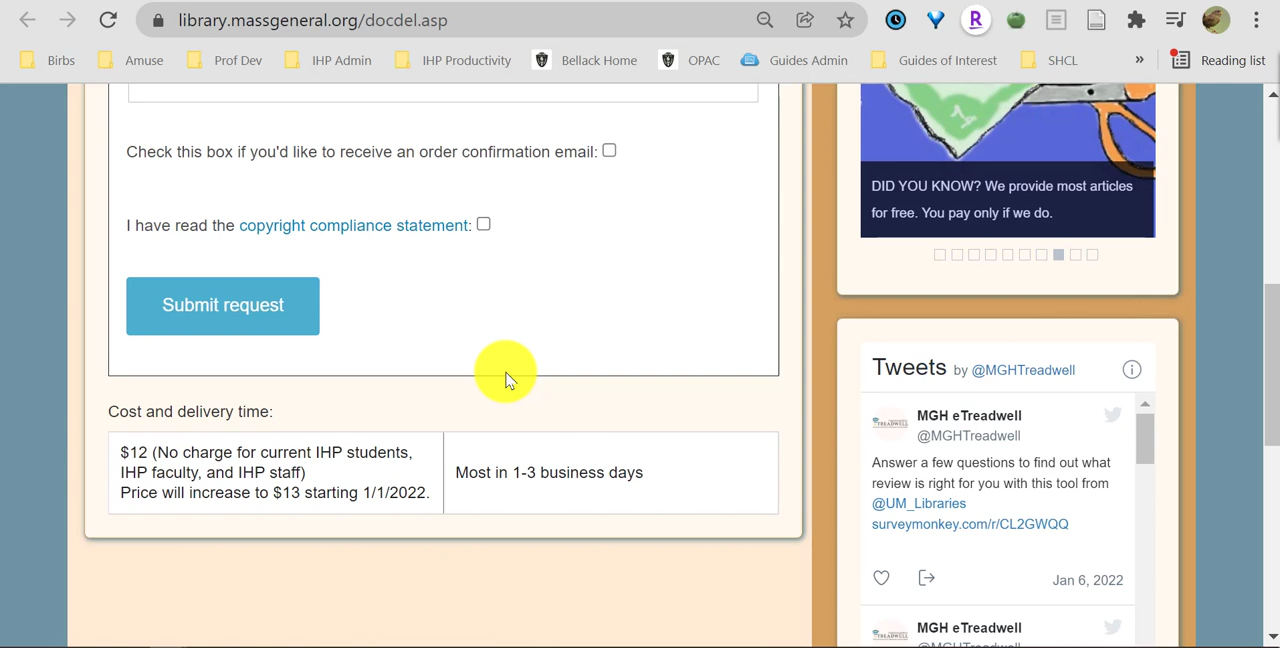 library.massgeneral.org/docdel.asp
Birbs
Amuse
Prof Dev
IHP Admin
IHP Productivity
Bellack Home
OPAC
Guides Admin
Guides of Interest
SHCL
»
Reading list
Check this box if you'd like to receive an order confirmation email:
I have read the copyright compliance statement:
Submit request
Cost and delivery time:
$12 (No charge for current IHP students,
IHP faculty, and IHP staff)
Price will increase to $13 starting 1/1/2022.
Most in 1-3 business days
DID YOU KNOW? We provide most articles
for free. You pay only if we do.
Tweets by @MGHTreadwell
MGH eTreadwell
@MGHTreadwell
Answer a few questions to find out what
review is right for you with this tool from
@UM_Libraries
surveymonkey.com/r/CL2GWQQ
Jan 6, 2022
MGH eTreadwell
@MGHTreadwell